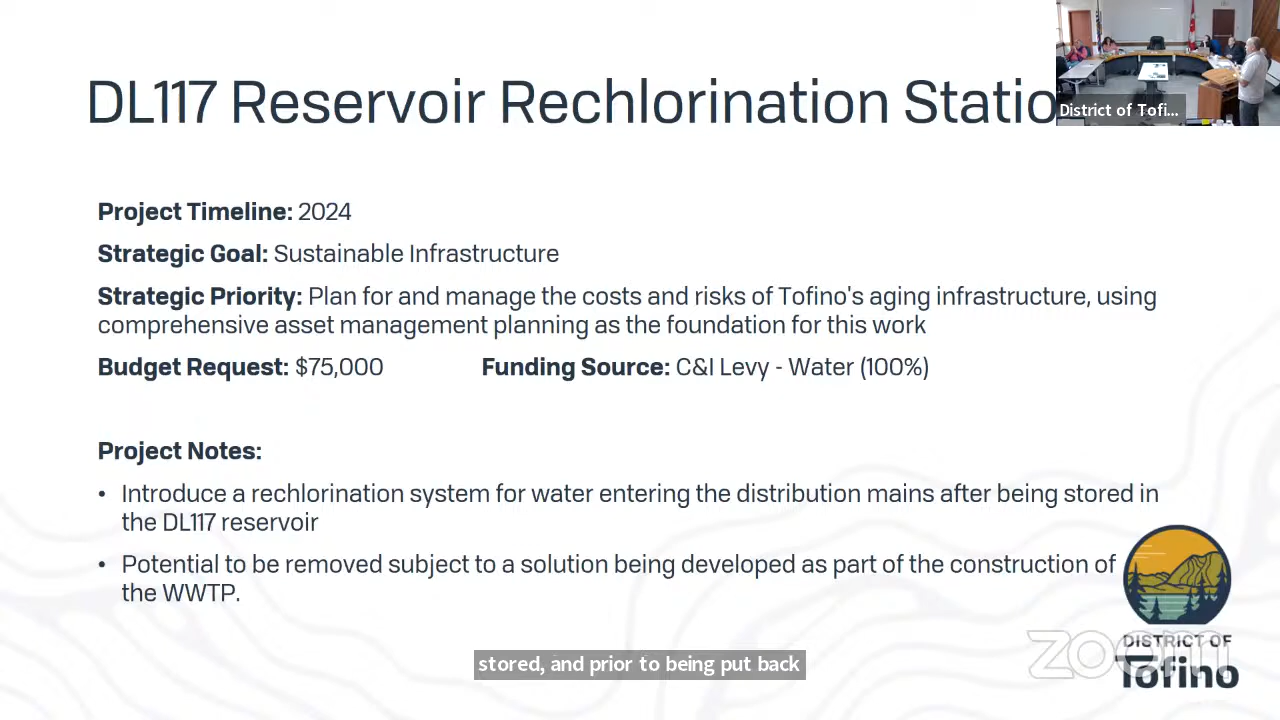 DL117 Reservoir Rechlorination Statio
District of Tofi...
Project Timeline: 2024
Strategic Goal: Sustainable Infrastructure
Strategic Priority: Plan for and manage the costs and risks of Tofino's aging infrastructure, using
comprehensive asset management planning as the foundation for this work
Budget Request: $75,000 Funding Source: C&I Levy - Water (100%)
Project Notes:
• Introduce a rechlorination system for water entering the distribution mains after being stored in
the DL117 reservoir
• Potential to be removed subject to a solution being developed as part of the construction of
the WWTP.
DISTRICT OF
Tofino
zoom
stored, and prior to being put back